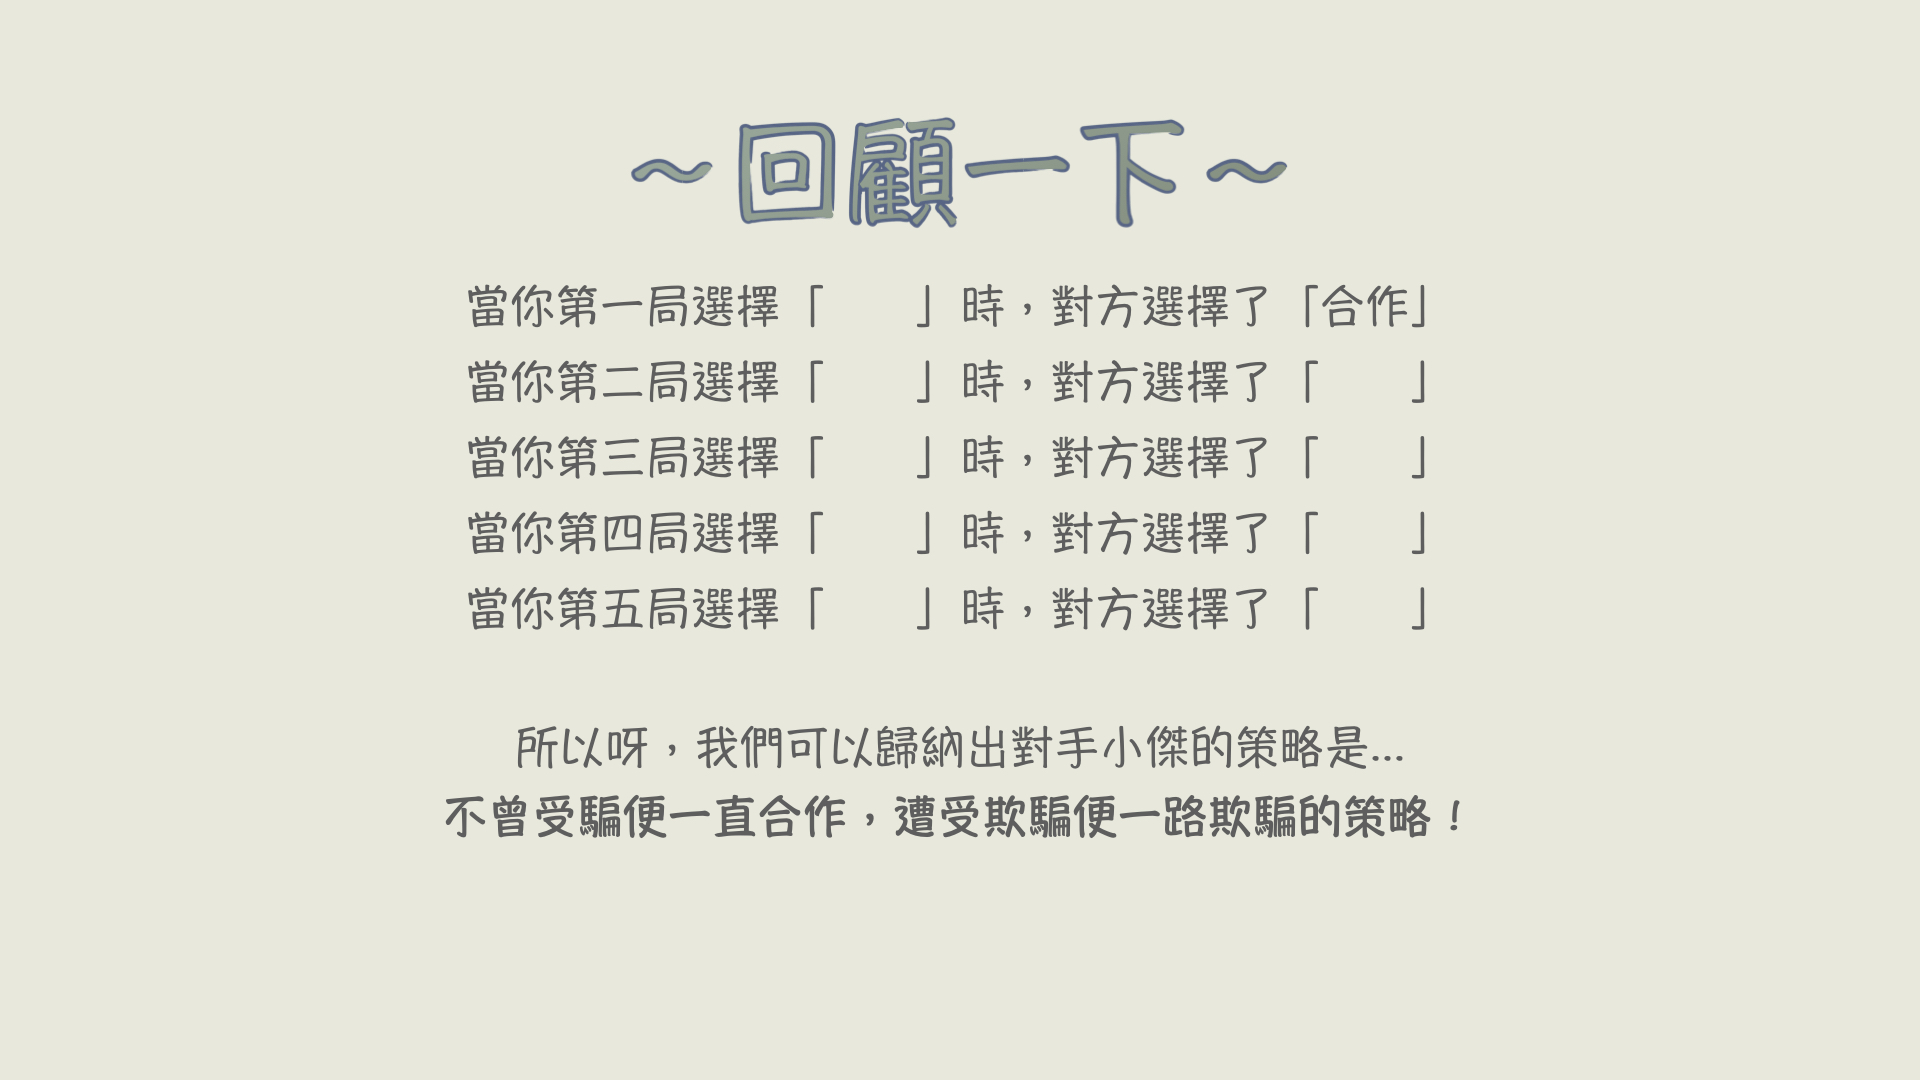 ～回顧一下～
當你第一局選擇「　　」時，對方選擇了「合作」
當你第二局選擇「　　」時，對方選擇了「　　」
當你第三局選擇「　　」時，對方選擇了「　　」
當你第四局選擇「　　」時，對方選擇了「　　」
當你第五局選擇「　　」時，對方選擇了「　　」
所以呀，我們可以歸納出對手小傑的策略是...
不曾受騙便一直合作，遭受欺騙便一路欺騙的策略！